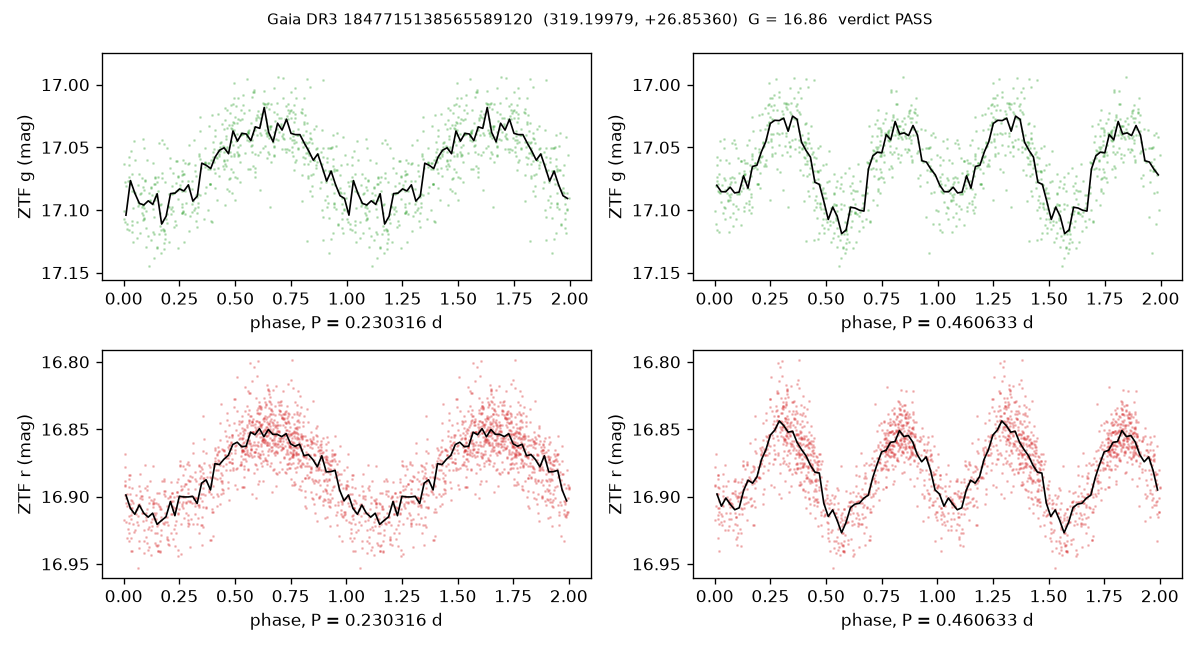 Gaia DR3 1847715138565589120  (319.19979, +26.85360)  G = 16.86  verdict PASS
ZTF g (mag)
17.00
17.05
17.10
17.15
0.00 0.25 0.50 0.75 1.00 1.25 1.50 1.75 2.00
phase, P = 0.230316 d
ZTF g (mag)
17.00
17.05
17.10
17.15
0.00 0.25 0.50 0.75 1.00 1.25 1.50 1.75 2.00
phase, P = 0.460633 d
ZTF r (mag)
16.80
16.85
16.90
16.95
0.00 0.25 0.50 0.75 1.00 1.25 1.50 1.75 2.00
phase, P = 0.230316 d
ZTF r (mag)
16.80
16.85
16.90
16.95
0.00 0.25 0.50 0.75 1.00 1.25 1.50 1.75 2.00
phase, P = 0.460633 d